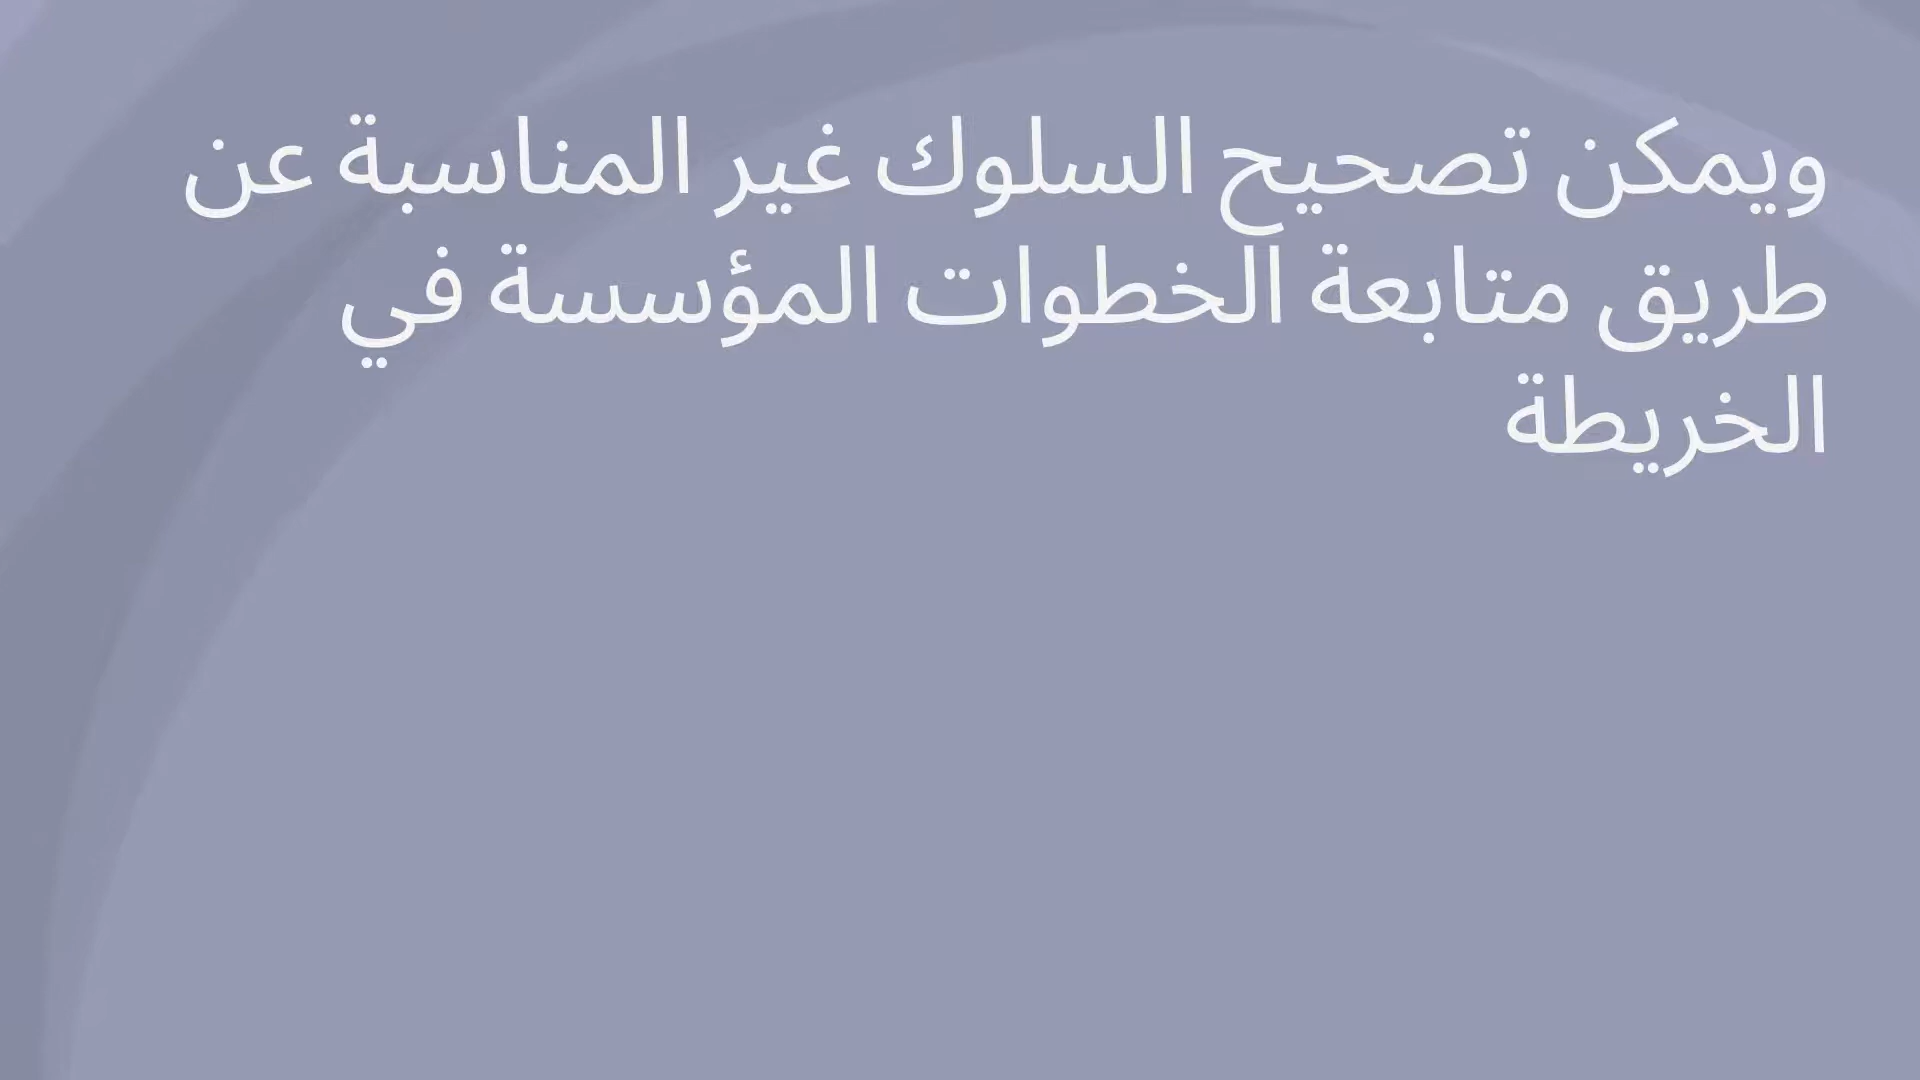 ويمكن تصحيح السلوك غير المناسبة عن
طريق متابعة الخطوات المؤسسة في
الخريطة